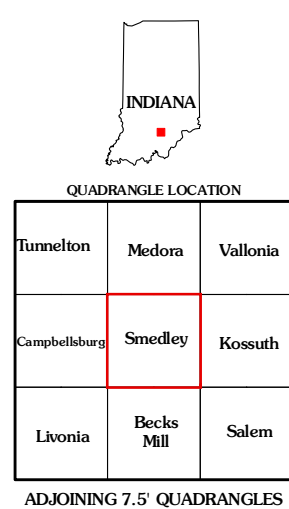 INDIANA
QUADRANGLE LOCATION
Tunnelton Medora Vallonia
Campbellsburg Smedley Kossuth
Livonia Becks Mill Salem
ADJOINING 7.5' QUADRANGLES